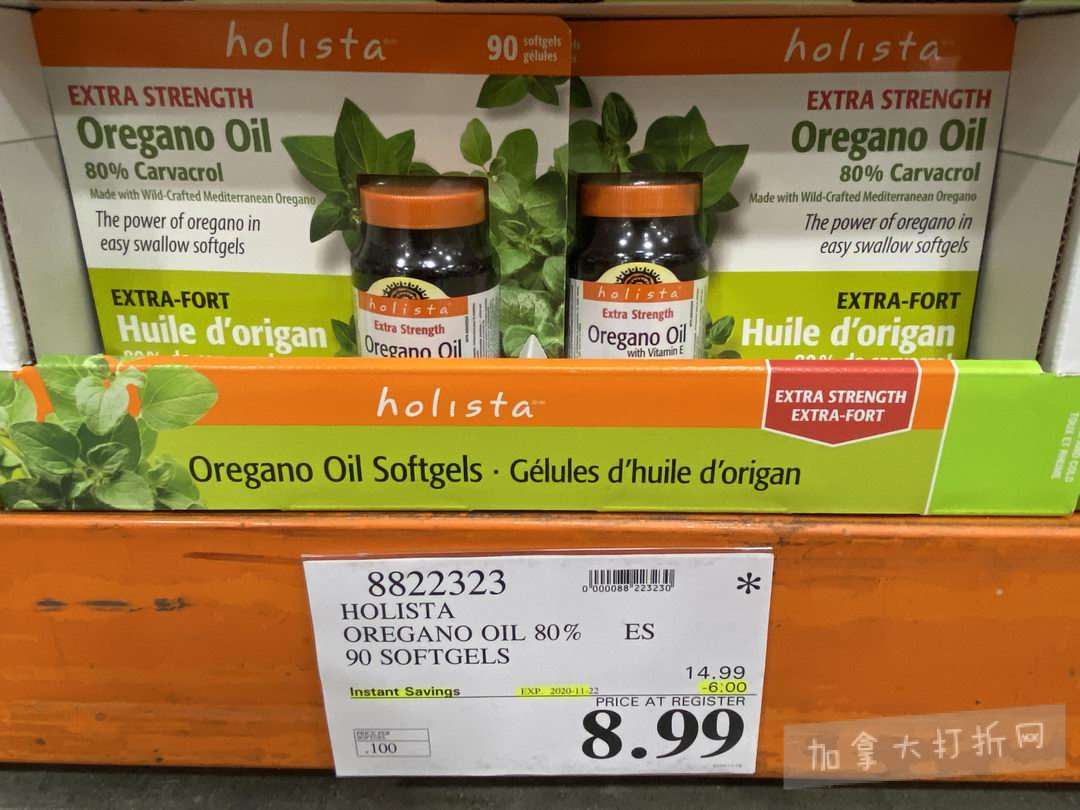 holista
90 softgels
gélules
EXTRA STRENGTH
Oregano Oil
80% Carvacrol
Made with Wild-Crafted Mediterranean Oregano
The power of oregano in
easy swallow softgels
EXTRA-FORT
Huile d'origan
holista
Extra Strength
Oregano Oil
holista
EXTRA STRENGTH
Oregano Oil
80% Carvacrol
Made with Wild-Crafted Mediterranean Oregano
The power of oregano in
easy swallow softgels
EXTRA-FORT
Huile d'origan
holista
Extra Strength
Oregano Oil
with Vitamin E
holista
EXTRA STRENGTH
EXTRA-FORT
Oregano Oil Softgels · Gélules d'huile d'origan
8822323
0 000088 223230
*
HOLISTA
OREGANO OIL 80% ES
90 SOFTGELS
14.99
Instant Savings EXP. 2020-11-22 -6.00
PRICE AT REGISTER
8.99
.100
加拿大打折网